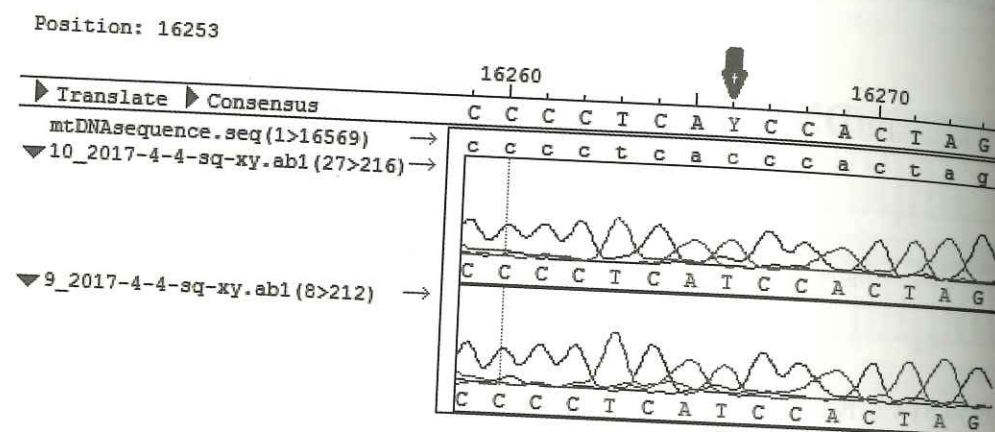 Position: 16253
16260 16270
Translate Consensus
C C C C T C A Y C C A C T A G
mtDNAsequence.seq(1>16569) →
c c c c t c a c c c a c t a g
10_2017-4-4-sq-xy.ab1(27>216) →
C C C C T C A T C C A C T A G
9_2017-4-4-sq-xy.ab1(8>212) →
C C C C T C A T C C A C T A G